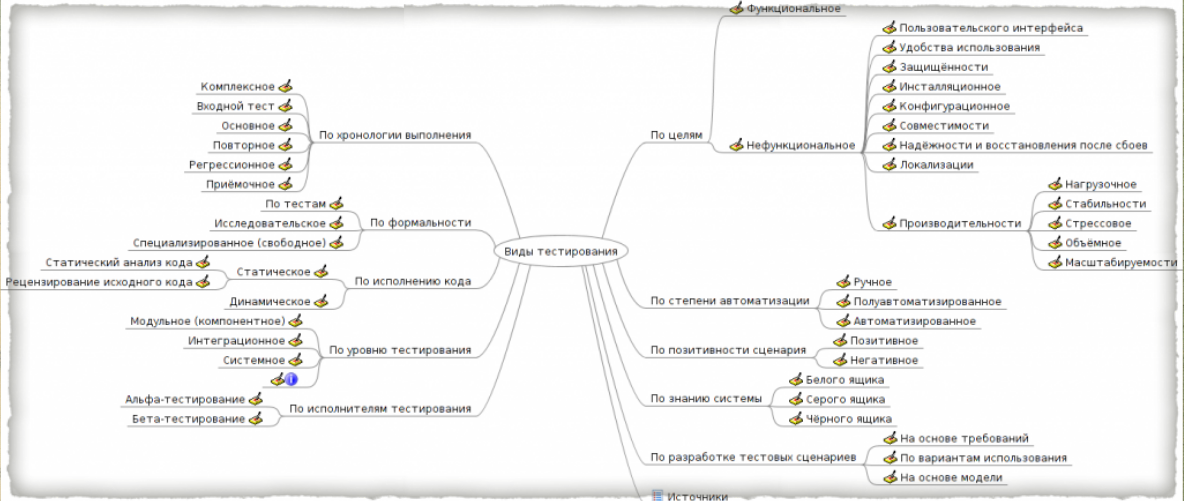 Виды тестирования
По хронологии выполнения
Комплексное
Входной тест
Основное
Повторное
Регрессионное
Приёмочное
По формальности
По тестам
Исследовательское
Специализированное (свободное)
По исполнению кода
Статическое
Статический анализ кода
Рецензирование исходного кода
Динамическое
По уровню тестирования
Модульное (компонентное)
Интеграционное
Системное
По исполнителям тестирования
Альфа-тестирование
Бета-тестирование
По целям
Функциональное
Нефункциональное
Пользовательского интерфейса
Удобства использования
Защищённости
Инсталляционное
Конфигурационное
Совместимости
Надёжности и восстановления после сбоев
Локализации
Производительности
Нагрузочное
Стабильности
Стрессовое
Объёмное
Масштабируемости
По степени автоматизации
Ручное
Полуавтоматизированное
Автоматизированное
По позитивности сценария
Позитивное
Негативное
По знанию системы
Белого ящика
Серого ящика
Чёрного ящика
По разработке тестовых сценариев
На основе требований
По вариантам использования
На основе модели
Источники